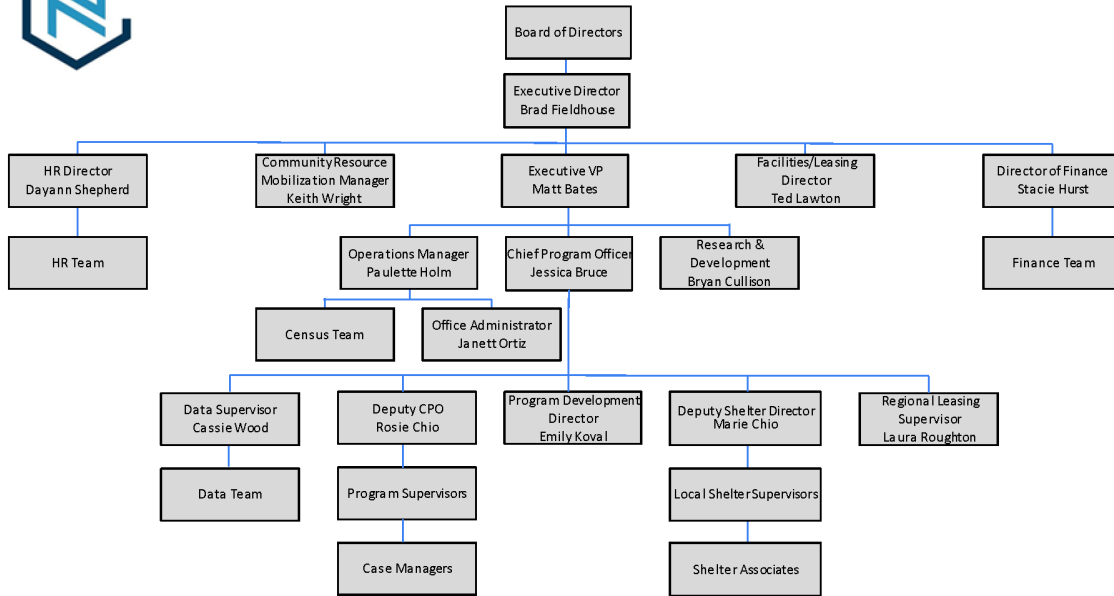 Board of Directors
Executive Director
Brad Fieldhouse
HR Director
Dayann Shepherd
Community Resource
Mobilization Manager
Keith Wright
Executive VP
Matt Bates
Facilities/Leasing
Director
Ted Lawton
Director of Finance
Stacie Hurst
HR Team
Operations Manager
Paulette Holm
Chief Program Officer
Jessica Bruce
Research &
Development
Bryan Cullison
Finance Team
Census Team
Office Administrator
Janett Ortiz
Data Supervisor
Cassie Wood
Deputy CPO
Rosie Chio
Program Development
Director
Emily Koval
Deputy Shelter Director
Marie Chio
Regional Leasing
Supervisor
Laura Roughton
Data Team
Program Supervisors
Local Shelter Supervisors
Case Managers
Shelter Associates